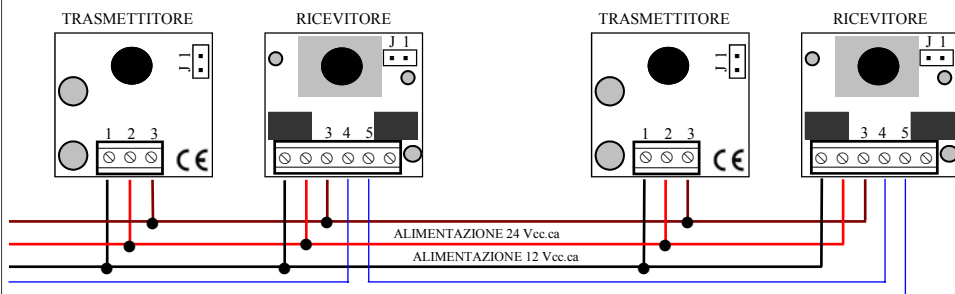 TRASMETTITORE RICEVITORE TRASMETTITORE RICEVITORE
J 1 J 1 J 1 J 1
1 2 3 3 4 5 1 2 3 3 4 5
CE CE
ALIMENTAZIONE 24 Vcc.ca
ALIMENTAZIONE 12 Vcc.ca